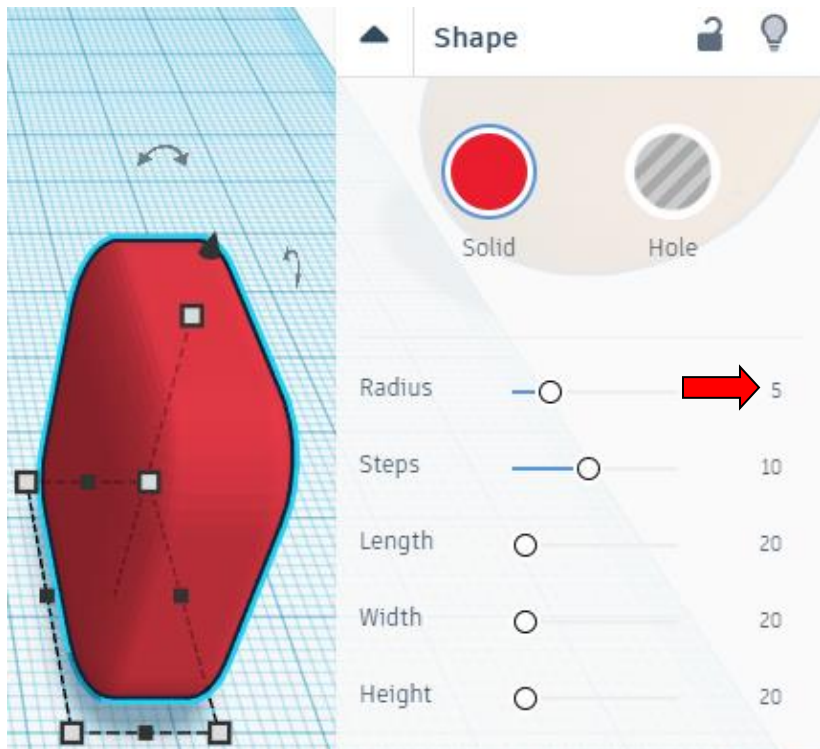 Shape
Solid Hole
Radius 5
Steps 10
Length 20
Width 20
Height 20